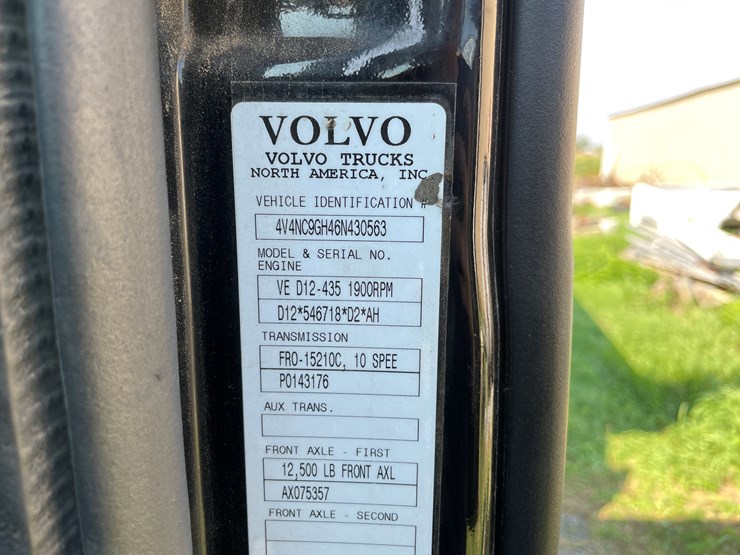 VOLVO
VOLVO TRUCKS
NORTH AMERICA, INC
VEHICLE IDENTIFICATION #
4V4NC9GH46N430563
MODEL & SERIAL NO.
ENGINE
VE D12-435 1900RPM
D12*546718*D2*AH
TRANSMISSION
FRO-15210C, 10 SPEE
P0143176
AUX TRANS.
FRONT AXLE - FIRST
12,500 LB FRONT AXL
AX075357
FRONT AXLE - SECOND